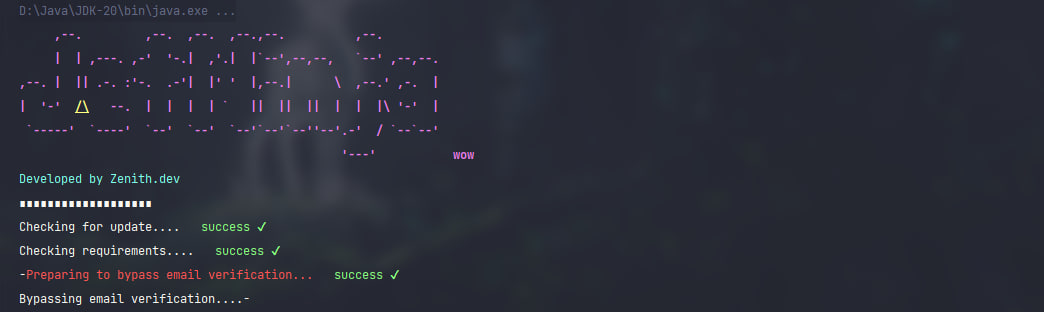 D:\Java\JDK-20\bin\java.exe ...
wow
Developed by Zenith.dev
Checking for update.... success ✓
Checking requirements.... success ✓
-Preparing to bypass email verification... success ✓
Bypassing email verification....-